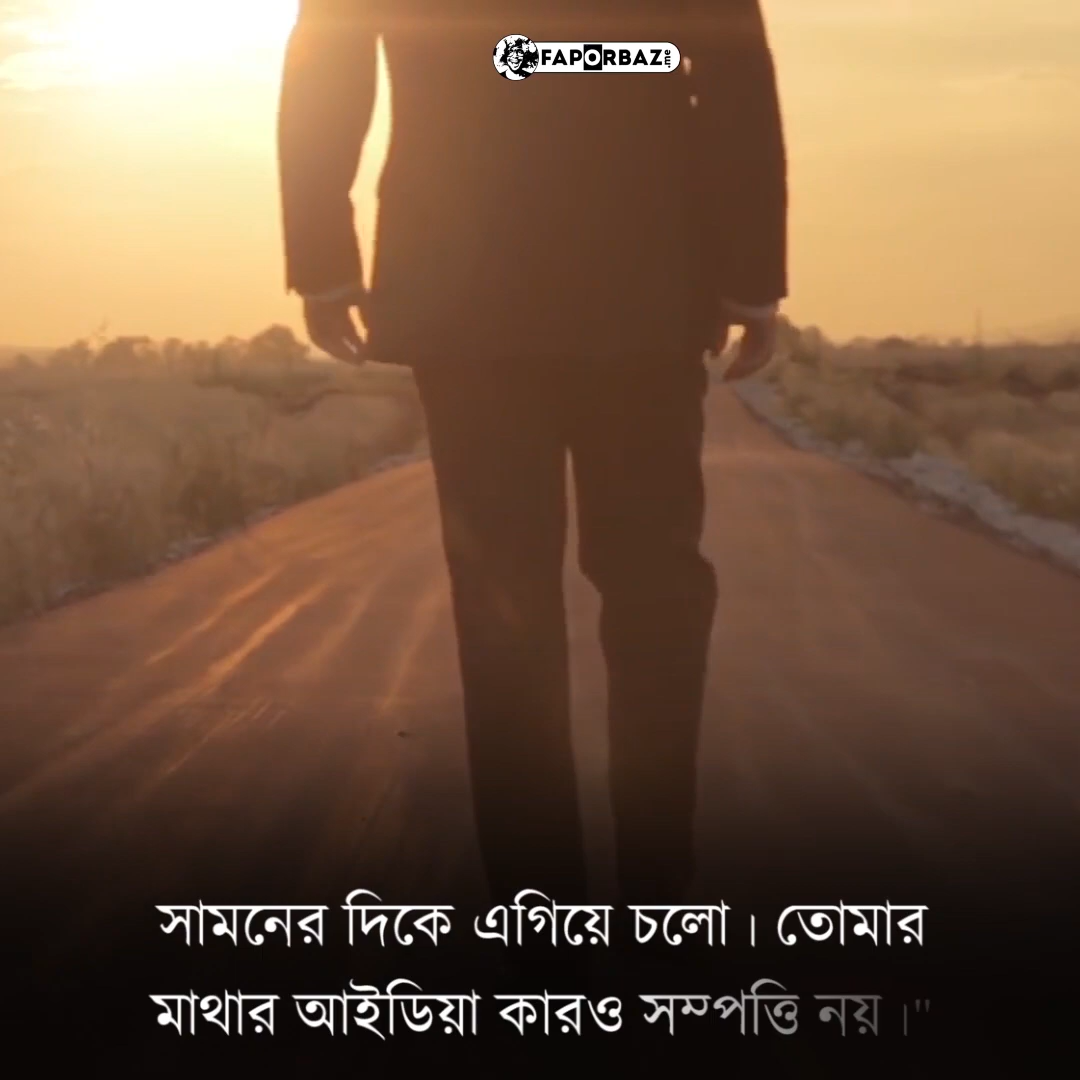 FAPORBAZ.me
সামনের দিকে এগিয়ে চলো। তোমার
মাথার আইডিয়া কারও সম্পত্তি নয়।"